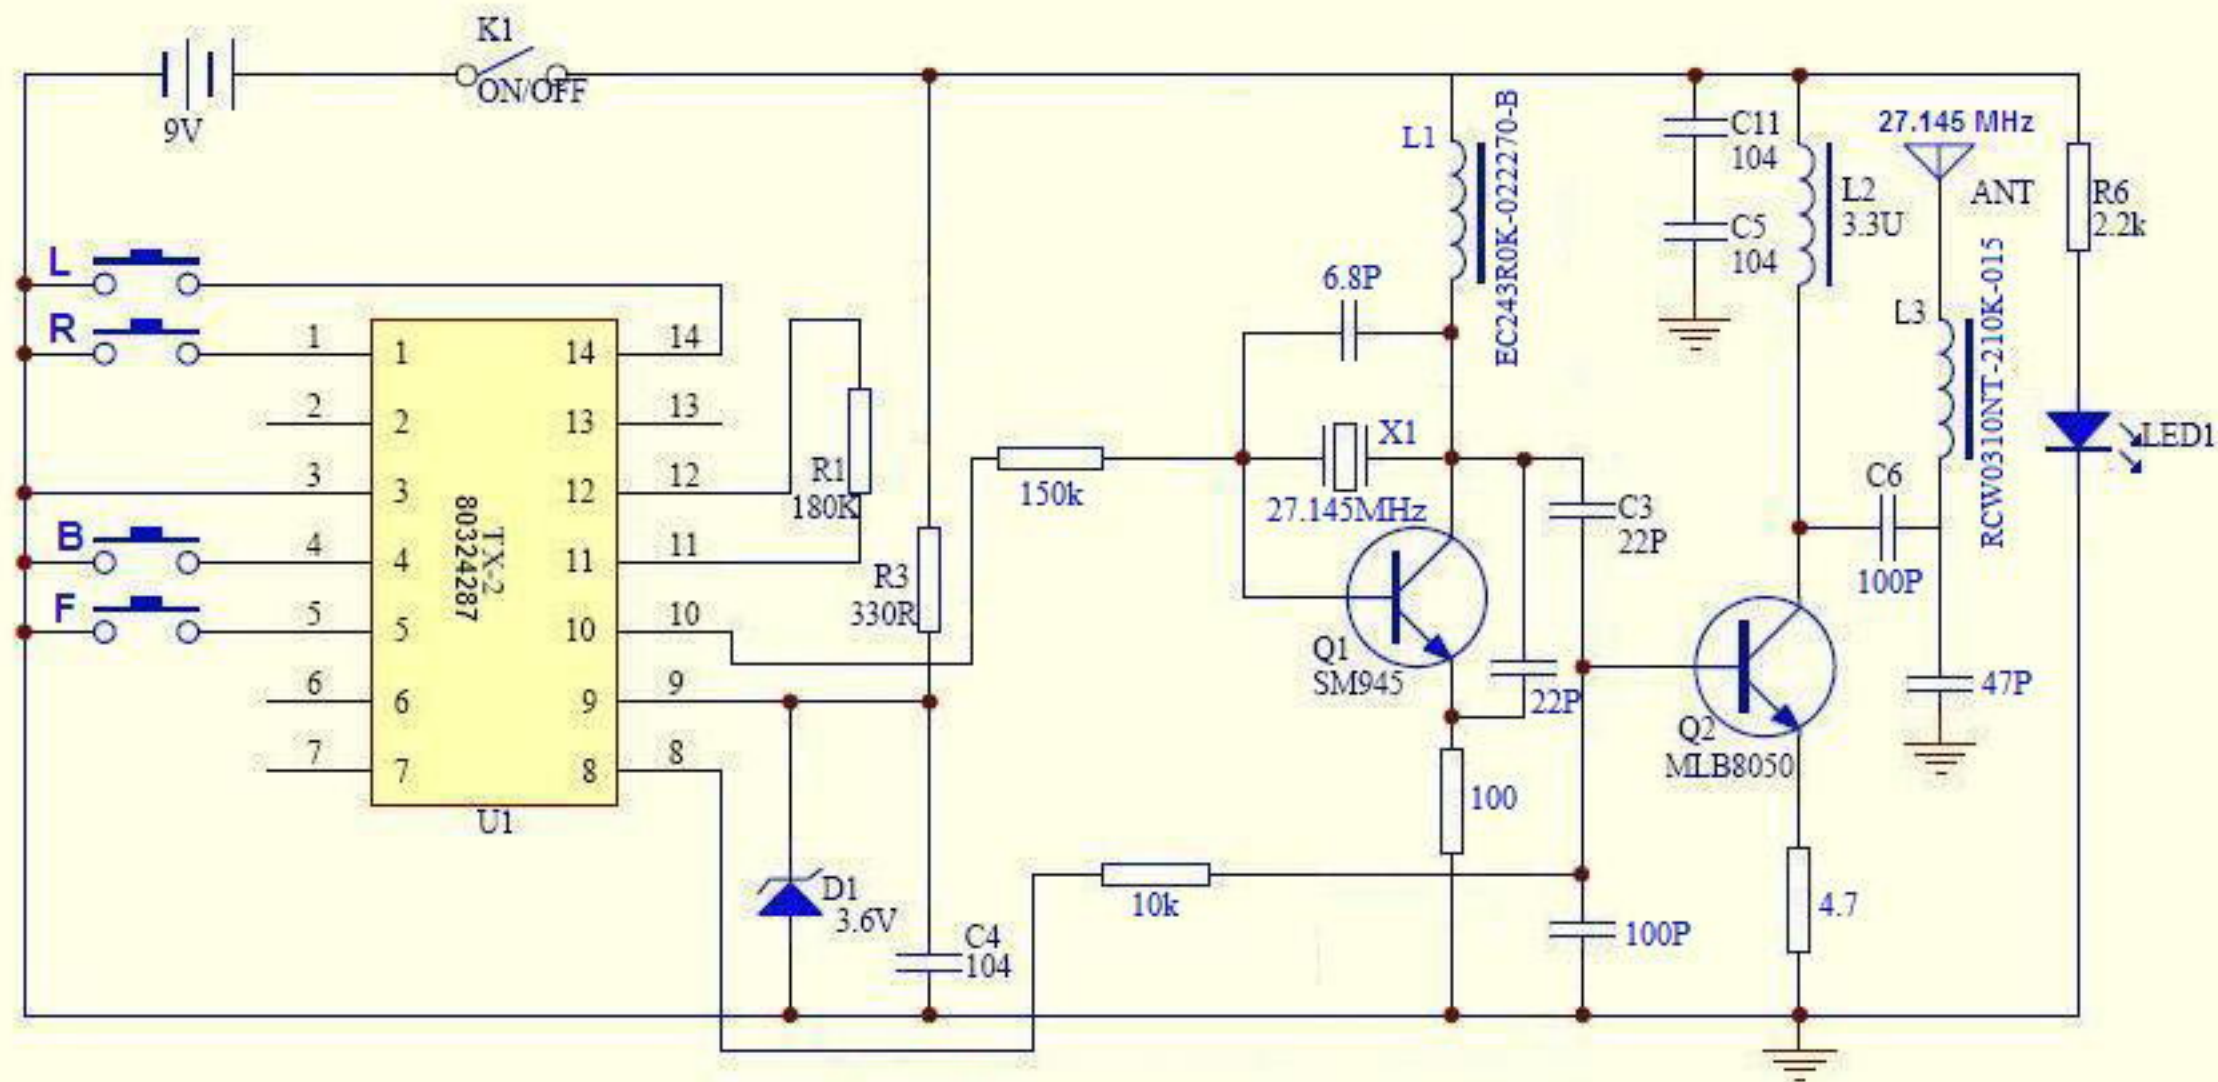 K1
ON/OFF
9V
L
R
B
F
1
2
3
4
5
6
7
1
2
3
4
5
6
7
14
13
12
11
10
9
8
14
13
12
11
10
9
8
TX-2
80324287
U1
R1
180K
R3
330R
D1
3.6V
C4
104
150k
10k
6.8P
X1
27.145MHz
L1
EC243R0K-022270-B
Q1
SM945
22P
100
C3
22P
100P
C11
104
C5
104
L2
3.3U
27.145 MHz
ANT
L3
RCW0310NT-210K-015
C6
100P
47P
Q2
MLB8050
4.7
R6
2.2k
LED1